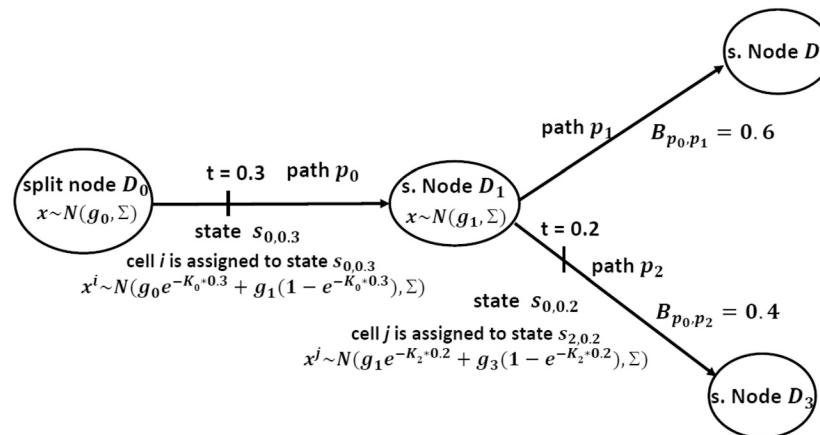 s. Node D
path p₁
B_{p₀,p₁} = 0.6
split node D₀
x~N(g₀,Σ)
t = 0.3
path p₀
state s_{0,0.3}
cell i is assigned to state s_{0,0.3}
xⁱ~N(g₀e^{-K₀*0.3} + g₁(1 − e^{-K₀*0.3}),Σ)
s. Node D₁
x~N(g₁,Σ)
t = 0.2
path p₂
state s_{0,0.2}
B_{p₀,p₂} = 0.4
cell j is assigned to state s_{2,0.2}
xʲ~N(g₁e^{-K₂*0.2} + g₃(1 − e^{-K₂*0.2}),Σ)
s. Node D₃